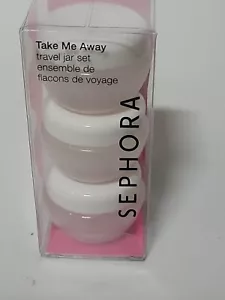 Take Me Away
travel jar set
ensemble de
flacons de voyage
SEPHORA